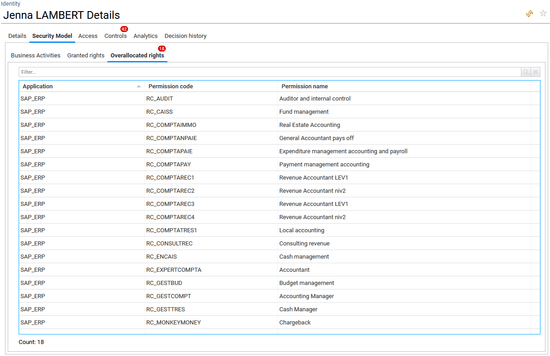 Identity
Jenna LAMBERT Details
Details Security Model Access Controls 42 Analytics Decision history
Business Activities Granted rights Overallocated rights 18
Filter...
Application Permission code Permission name
SAP_ERP RC_AUDIT Auditor and internal control
SAP_ERP RC_CAISS Fund management
SAP_ERP RC_COMPTAIMMO Real Estate Accounting
SAP_ERP RC_COMPTANPAIE General Accountant pays off
SAP_ERP RC_COMPTAPAIE Expenditure management accounting and payroll
SAP_ERP RC_COMPTAPAY Payment management accounting
SAP_ERP RC_COMPTAREC1 Revenue Accountant LEV1
SAP_ERP RC_COMPTAREC2 Revenue Accountant niv2
SAP_ERP RC_COMPTAREC3 Revenue Accountant LEV1
SAP_ERP RC_COMPTAREC4 Revenue Accountant niv2
SAP_ERP RC_COMPTATRES1 Local accounting
SAP_ERP RC_CONSULTREC Consulting revenue
SAP_ERP RC_ENCAIS Cash management
SAP_ERP RC_EXPERTCOMPTA Accountant
SAP_ERP RC_GESTBUD Budget management
SAP_ERP RC_GESTCOMPT Accounting Manager
SAP_ERP RC_GESTTRES Cash Manager
SAP_ERP RC_MONKEYMONEY Chargeback
Count: 18